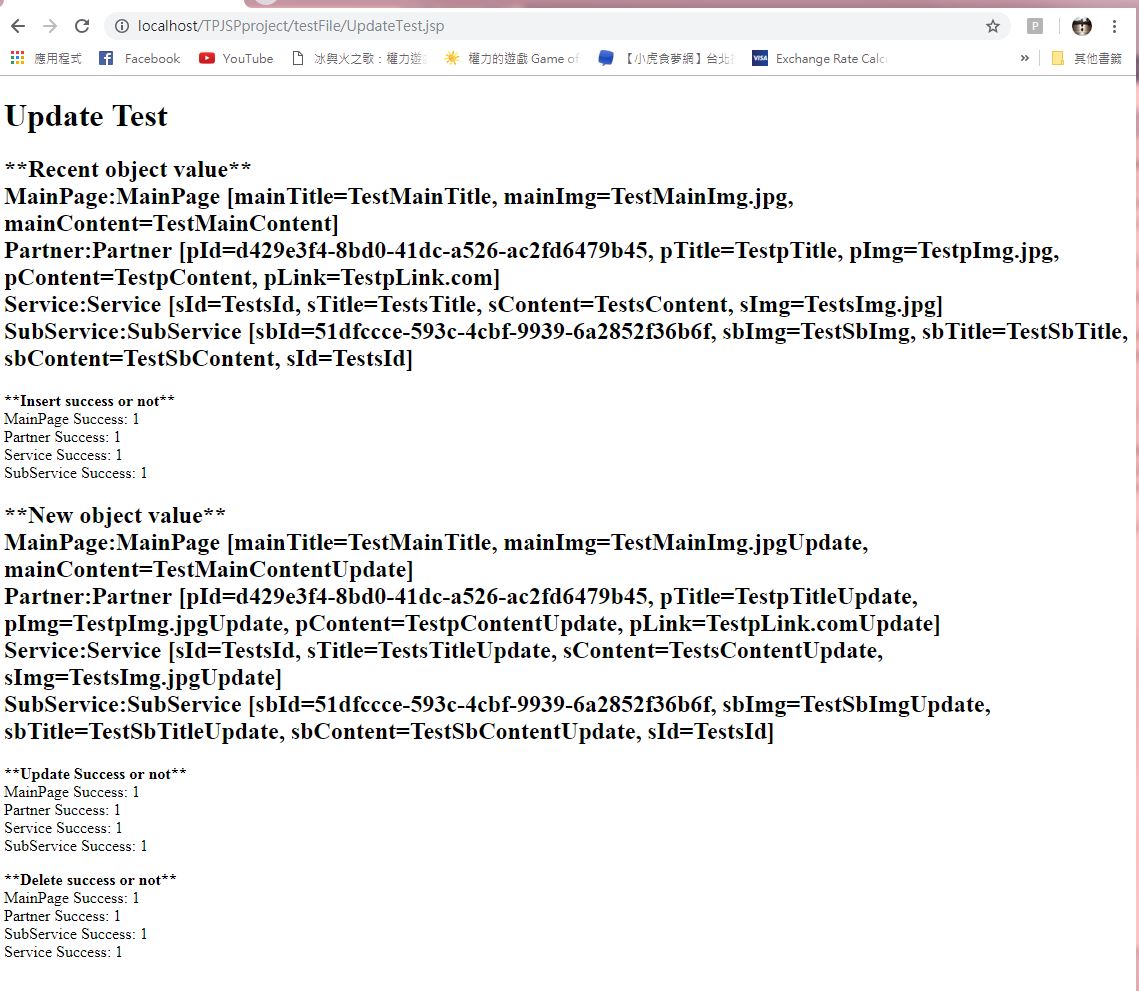 localhost/TPJSPproject/testFile/UpdateTest.jsp
P
應用程式 Facebook YouTube 冰與火之歌：權力遊 權力的遊戲 Game of 【小虎食夢網】台北 VISA Exchange Rate Calc » 其他書籤
Update Test
**Recent object value**
MainPage:MainPage [mainTitle=TestMainTitle, mainImg=TestMainImg.jpg,
mainContent=TestMainContent]
Partner:Partner [pId=d429e3f4-8bd0-41dc-a526-ac2fd6479b45, pTitle=TestpTitle, pImg=TestpImg.jpg,
pContent=TestpContent, pLink=TestpLink.com]
Service:Service [sId=TestsId, sTitle=TestsTitle, sContent=TestsContent, sImg=TestsImg.jpg]
SubService:SubService [sbId=51dfccce-593c-4cbf-9939-6a2852f36b6f, sbImg=TestSbImg, sbTitle=TestSbTitle,
sbContent=TestSbContent, sId=TestsId]
**Insert success or not**
MainPage Success: 1
Partner Success: 1
Service Success: 1
SubService Success: 1
**New object value**
MainPage:MainPage [mainTitle=TestMainTitle, mainImg=TestMainImg.jpgUpdate,
mainContent=TestMainContentUpdate]
Partner:Partner [pId=d429e3f4-8bd0-41dc-a526-ac2fd6479b45, pTitle=TestpTitleUpdate,
pImg=TestpImg.jpgUpdate, pContent=TestpContentUpdate, pLink=TestpLink.comUpdate]
Service:Service [sId=TestsId, sTitle=TestsTitleUpdate, sContent=TestsContentUpdate,
sImg=TestsImg.jpgUpdate]
SubService:SubService [sbId=51dfccce-593c-4cbf-9939-6a2852f36b6f, sbImg=TestSbImgUpdate,
sbTitle=TestSbTitleUpdate, sbContent=TestSbContentUpdate, sId=TestsId]
**Update Success or not**
MainPage Success: 1
Partner Success: 1
Service Success: 1
SubService Success: 1
**Delete success or not**
MainPage Success: 1
Partner Success: 1
SubService Success: 1
Service Success: 1